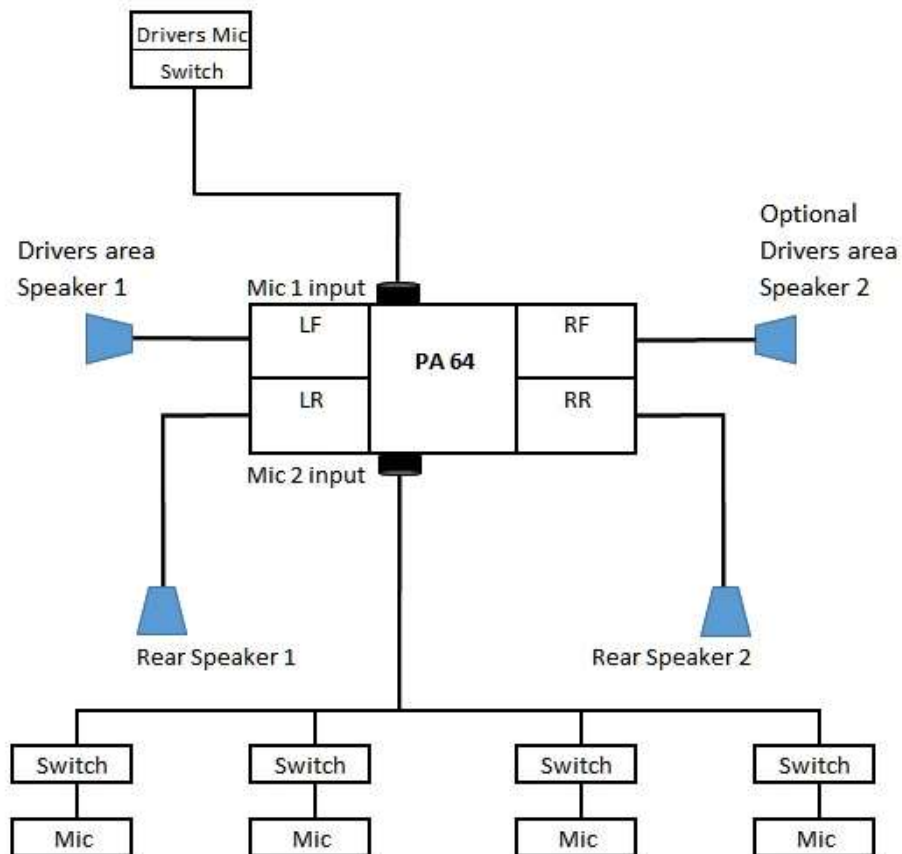 Drivers Mic
Switch
Optional
Drivers area
Speaker 2
Drivers area
Speaker 1
Mic 1 input
LF
RF
PA 64
LR
RR
Mic 2 input
Rear Speaker 1
Rear Speaker 2
Switch
Switch
Switch
Switch
Mic
Mic
Mic
Mic